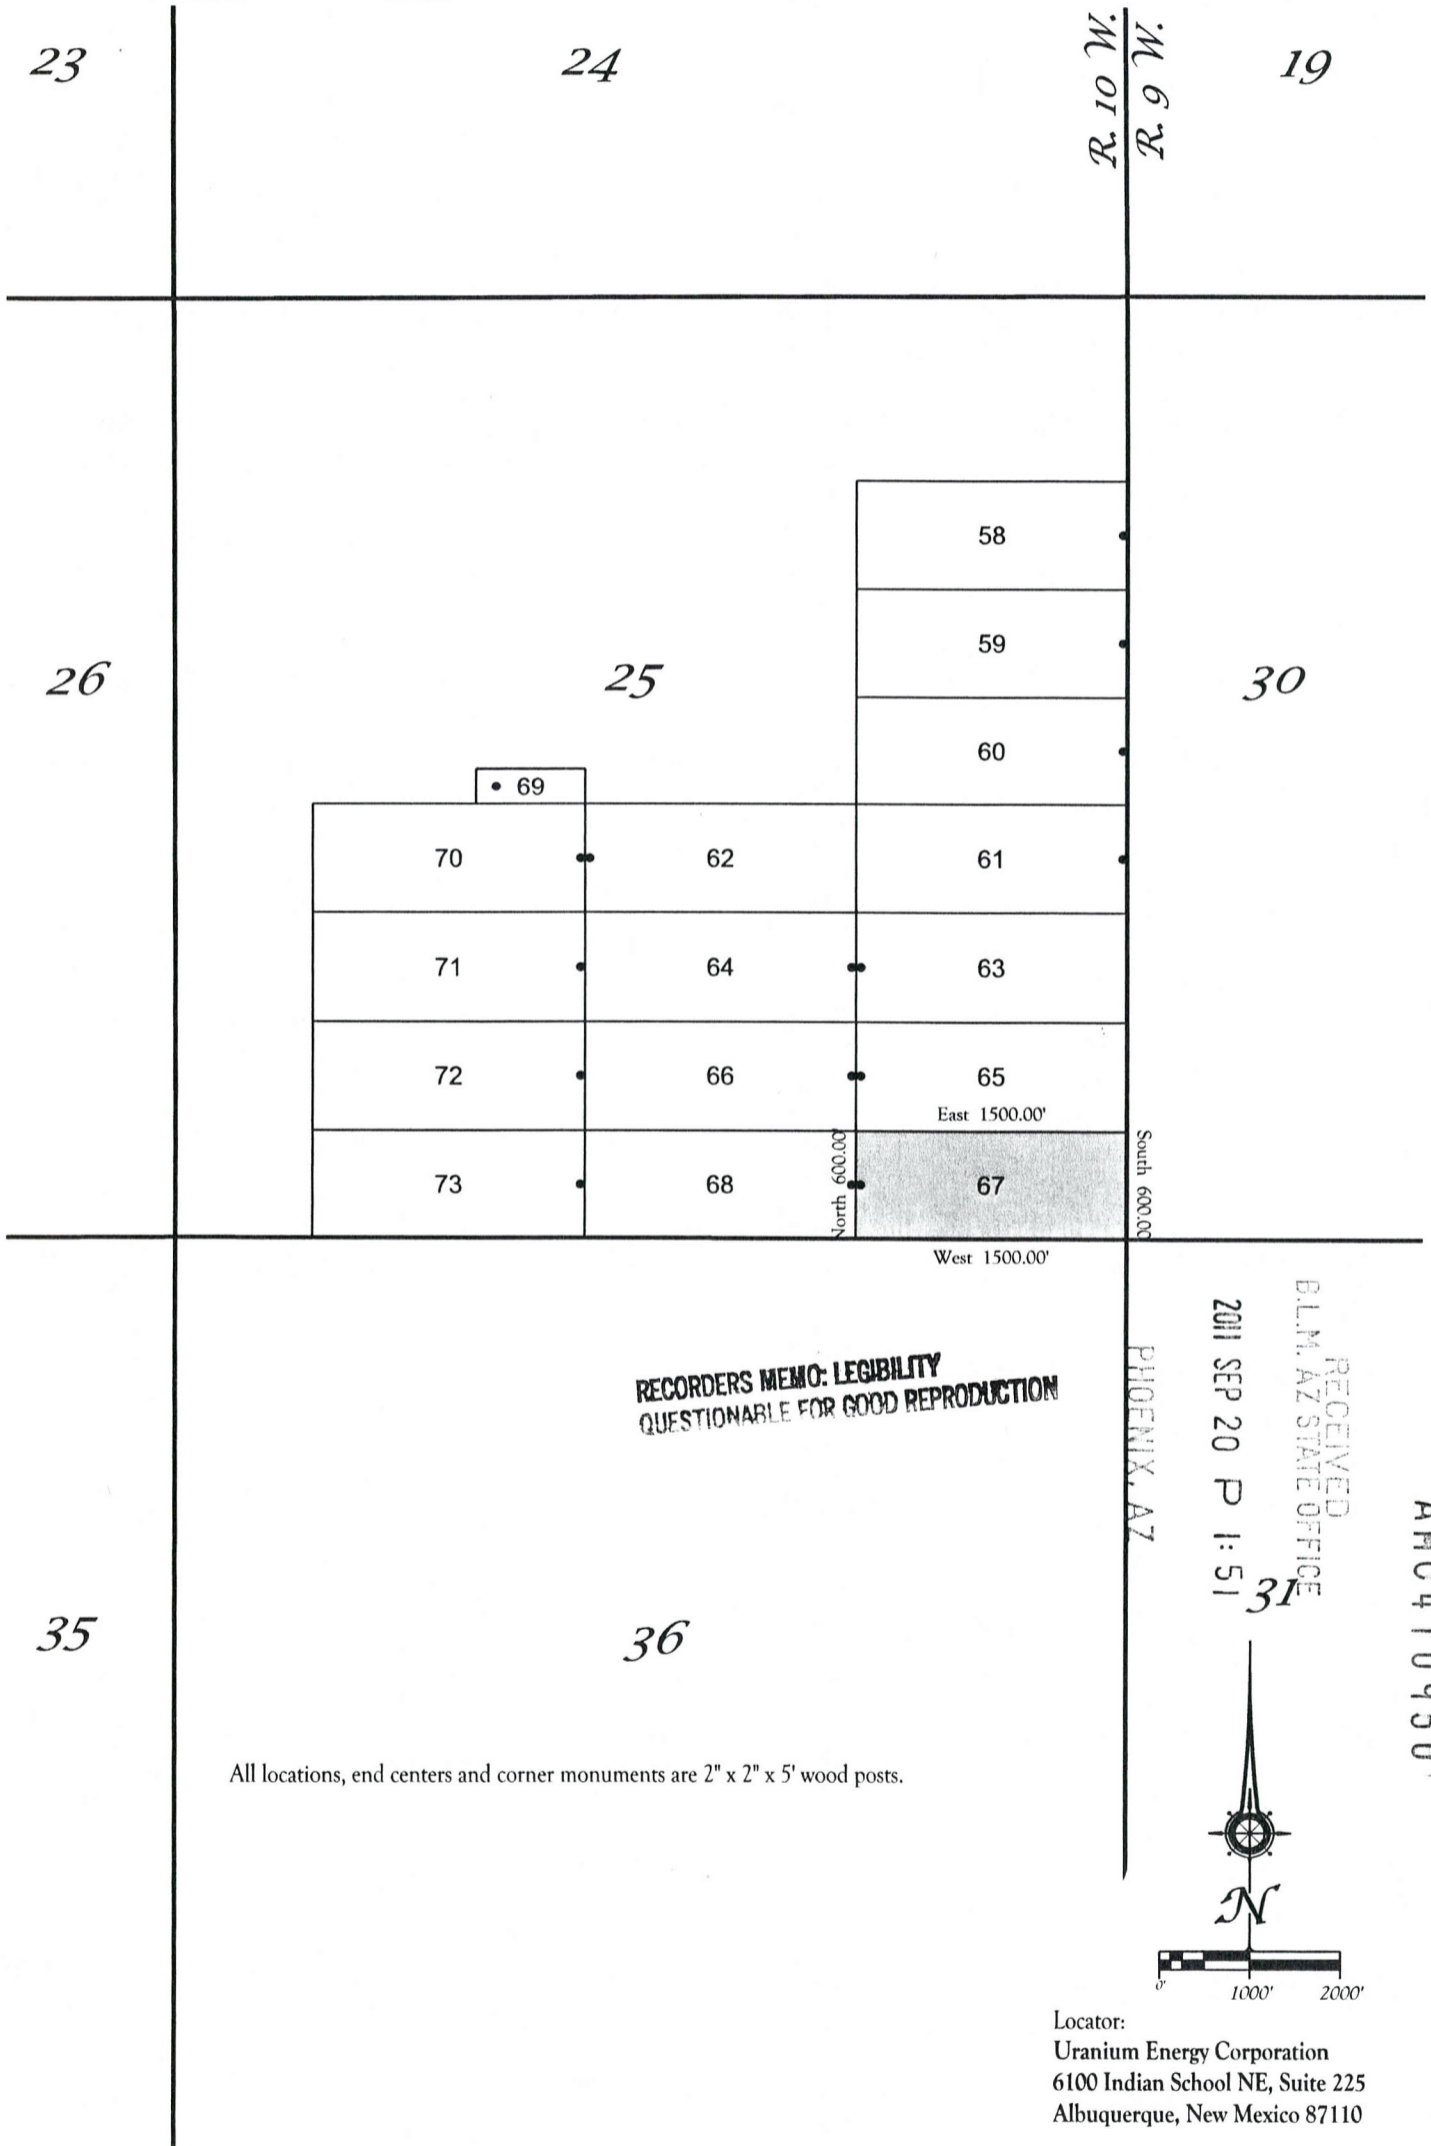 23
24
R. 10 W.
R. 9 W.
19
58
59
26
25
30
60
69
70
62
61
71
64
63
72
66
65
East 1500.00'
North 600.00'
South 600.00
73
68
67
West 1500.00'
RECORDERS MEMO: LEGIBILITY
QUESTIONABLE FOR GOOD REPRODUCTION
RECEIVED
B.L.M. AZ STATE OFFICE
2011 SEP 20 P 1:51
PHOENIX, AZ
35
36
31
All locations, end centers and corner monuments are 2" x 2" x 5' wood posts.
N
0'
1000'
2000'
Locator:
Uranium Energy Corporation
6100 Indian School NE, Suite 225
Albuquerque, New Mexico 87110